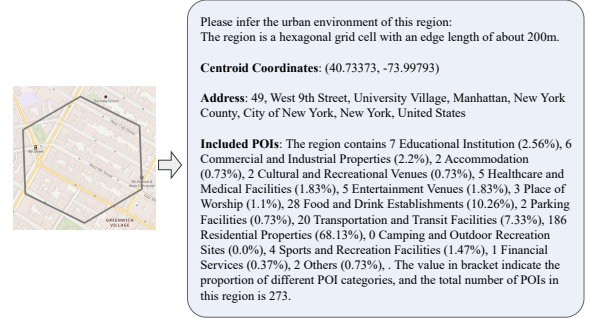 Please infer the urban environment of this region:
The region is a hexagonal grid cell with an edge length of about 200m.
Centroid Coordinates: (40.73373, -73.99793)
Address: 49, West 9th Street, University Village, Manhattan, New York
County, City of New York, New York, United States
Included POIs: The region contains 7 Educational Institution (2.56%), 6
Commercial and Industrial Properties (2.2%), 2 Accommodation
(0.73%), 2 Cultural and Recreational Venues (0.73%), 5 Healthcare and
Medical Facilities (1.83%), 5 Entertainment Venues (1.83%), 3 Place of
Worship (1.1%), 28 Food and Drink Establishments (10.26%), 2 Parking
Facilities (0.73%), 20 Transportation and Transit Facilities (7.33%), 186
Residential Properties (68.13%), 0 Camping and Outdoor Recreation
Sites (0.0%), 4 Sports and Recreation Facilities (1.47%), 1 Financial
Services (0.37%), 2 Others (0.73%), . The value in bracket indicate the
proportion of different POI categories, and the total number of POIs in
this region is 273.
GREENWICH
VILLAGE